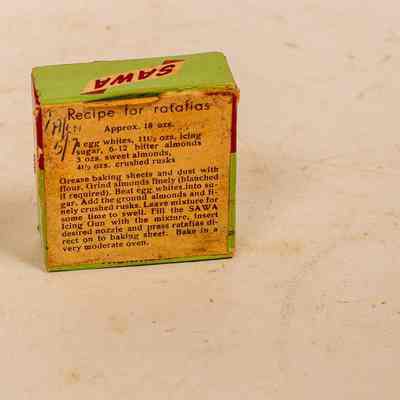 SAWA
Recipe for ratafias
Approx. 18 ozs.
4 egg whites, 11½ ozs. icing
sugar, 6-12 bitter almonds
3 ozs. sweet almonds,
4½ ozs. crushed rusks
Grease baking sheets and dust with
flour. Grind almonds finely (blanched
if required). Beat egg whites into su-
gar. Add the ground almonds and fi-
nely crushed rusks. Leave mixture for
some time to swell. Fill the SAWA
Icing Gun with the mixture, insert
desired nozzle and press ratafias di-
rect on to baking sheet. Bake in a
very moderate oven.